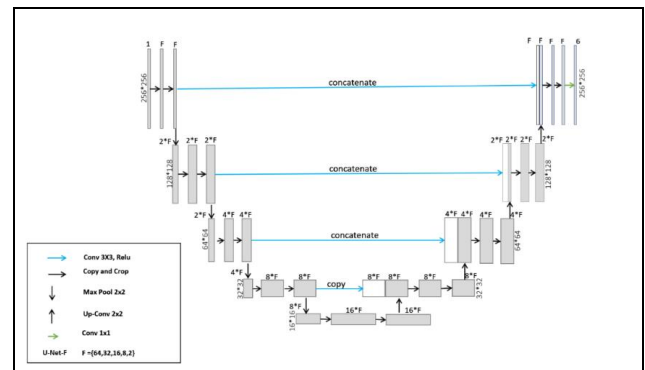 1 F F
256*256
concatenate
F F F F 6
256*256
2*F 2*F 2*F
128*128
concatenate
2*F 2*F 2*F 2*F
128*128
2*F 4*F 4*F
64*64
concatenate
4*F 4*F 4*F 4*F
64*64
4*F 8*F 8*F
32*32
copy
8*F 8*F 8*F 8*F
32*32
8*F 16*F 16*F
16*16
Conv 3X3, Relu
Copy and Crop
Max Pool 2x2
Up-Conv 2x2
Conv 1x1
U-Net-F F ={64,32,16,8,2}